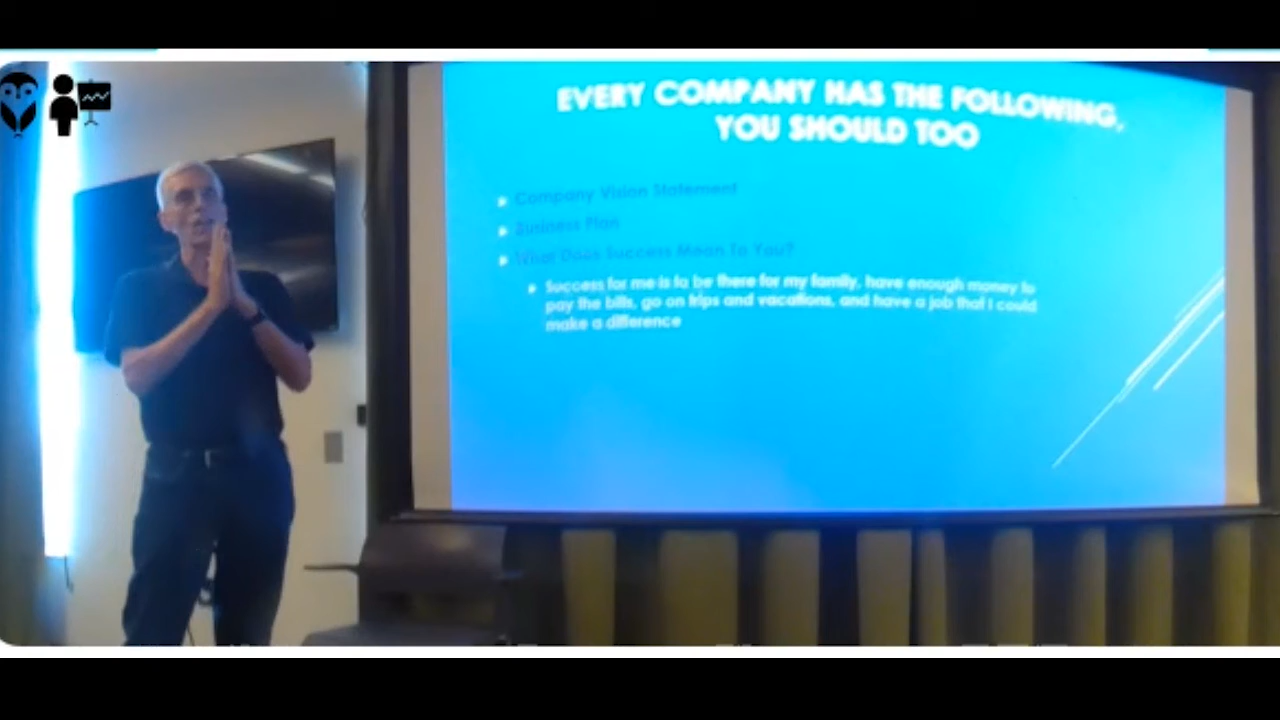 EVERY COMPANY HAS THE FOLLOWING,
YOU SHOULD TOO
Company Vision Statement
Business Plan
What Does Success Mean To You?
Success for me is to be there for my family, have enough money to
pay the bills, go on trips and vacations, and have a job that I could
make a difference